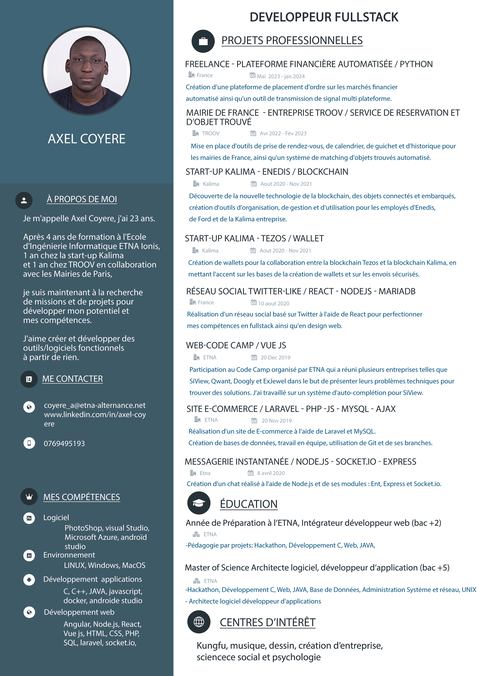 AXEL COYERE
À PROPOS DE MOI
Je m'appelle Axel Coyere, j'ai 23 ans.
Après 4 ans de formation à l'Ecole
d'Ingénierie Informatique ETNA Ionis,
1 an chez la start-up Kalima
et 1 an chez TROOV en collaboration
avec les Mairies de Paris,
je suis maintenant à la recherche
de missions et de projets pour
développer mon potentiel et
mes compétences.
J'aime créer et développer des
outils/logiciels fonctionnels
à partir de rien.
ME CONTACTER
coyere_a@etna-alternance.net
www.linkedin.com/in/axel-coy
ere
0769495193
MES COMPÉTENCES
Logiciel
PhotoShop, visual Studio,
Microsoft Azure, android
studio
Environnement
LINUX, Windows, MacOS
Développement applications
C, C++, JAVA, javascript,
docker, androide studio
Développement web
Angular, Node.js, React,
Vue js, HTML, CSS, PHP,
SQL, laravel, socket.io,
DEVELOPPEUR FULLSTACK
PROJETS PROFESSIONNELLES
FREELANCE - PLATEFORME FINANCIÈRE AUTOMATISÉE / PYTHON
France
Mai 2023 - jan 2024
Création d'une plateforme de placement d'ordre sur les marchés financier
automatisé ainsi qu'un outil de transmission de signal multi plateforme.
MAIRIE DE FRANCE - ENTREPRISE TROOV / SERVICE DE RESERVATION ET
D'OBJET TROUVÉ
TROOV
Avr 2022 - Fev 2023
Mise en place d'outils de prise de rendez-vous, de calendrier, de guichet et d'historique pour
les mairies de France, ainsi qu'un système de matching d'objets trouvés automatisé.
START-UP KALIMA - ENEDIS / BLOCKCHAIN
Kalima
Aout 2020 - Nov 2021
Découverte de la nouvelle technologie de la blockchain, des objets connectés et embarqués,
création d'outils d'organisation, de gestion et d'utilisation pour les employés d'Enedis,
de Ford et de la Kalima entreprise.
START-UP KALIMA - TEZOS / WALLET
Kalima
Aout 2020 - Nov 2021
Création de wallets pour la collaboration entre la blockchain Tezos et la blockchain Kalima, en
mettant l'accent sur les bases de la création de wallets et sur les envois sécurisés.
RÉSEAU SOCIAL TWITTER-LIKE / REACT - NODEJS - MARIADB
France
10 aout 2020
Réalisation d'un réseau social basé sur Twitter à l'aide de React pour perfectionner
mes compétences en fullstack ainsi qu'en design web.
WEB-CODE CAMP / VUE JS
ETNA
20 Dec 2019
Participation au Code Camp organisé par ETNA qui a réuni plusieurs entreprises telles que
SiView, Qwant, Doogly et ExJewel dans le but de présenter leurs problèmes techniques pour
trouver des solutions. J'ai travaillé sur un système d'auto-complétion pour SiView.
SITE E-COMMERCE / LARAVEL - PHP -JS - MYSQL - AJAX
ETNA
20 Nov 2019
Réalisation d'un site de E-commerce à l'aide de Laravel et MySQL.
Création de bases de données, travail en équipe, utilisation de Git et de ses branches.
MESSAGERIE INSTANTANÉE / NODE.JS - SOCKET.IO - EXPRESS
Etna
8 avril 2020
Création d'un chat réalisé à l'aide de Node.js et de ses modules : Ent, Express et Socket.io.
ÉDUCATION
Année de Préparation à l'ETNA, Intégrateur développeur web (bac +2)
ETNA
-Pédagogie par projets: Hackathon, Développement C, Web, JAVA,
Master of Science Architecte logiciel, développeur d'application (bac +5)
ETNA
-Hackathon, Développement C, Web, JAVA, Base de Données, Administration Système et réseau, UNIX
- Architecte logiciel développeur d'applications
CENTRES D'INTÉRÊT
Kungfu, musique, dessin, création d'entreprise,
sciencece social et psychologie